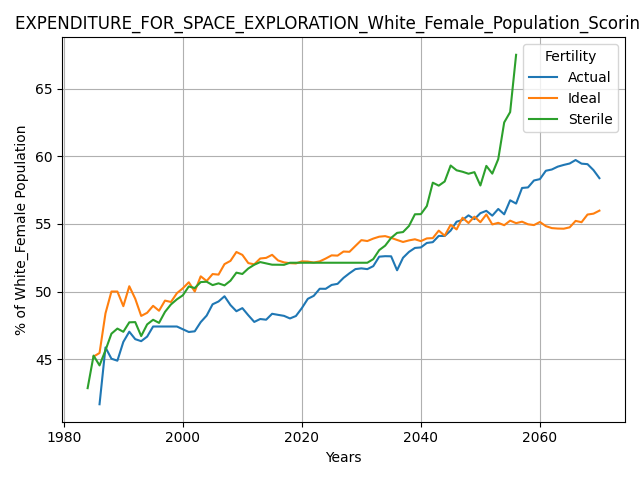 EXPENDITURE_FOR_SPACE_EXPLORATION_White_Female_Population_Scorin
Fertility
Actual
Ideal
Sterile
% of White_Female Population
65
60
55
50
45
1980
2000
2020
2040
2060
Years